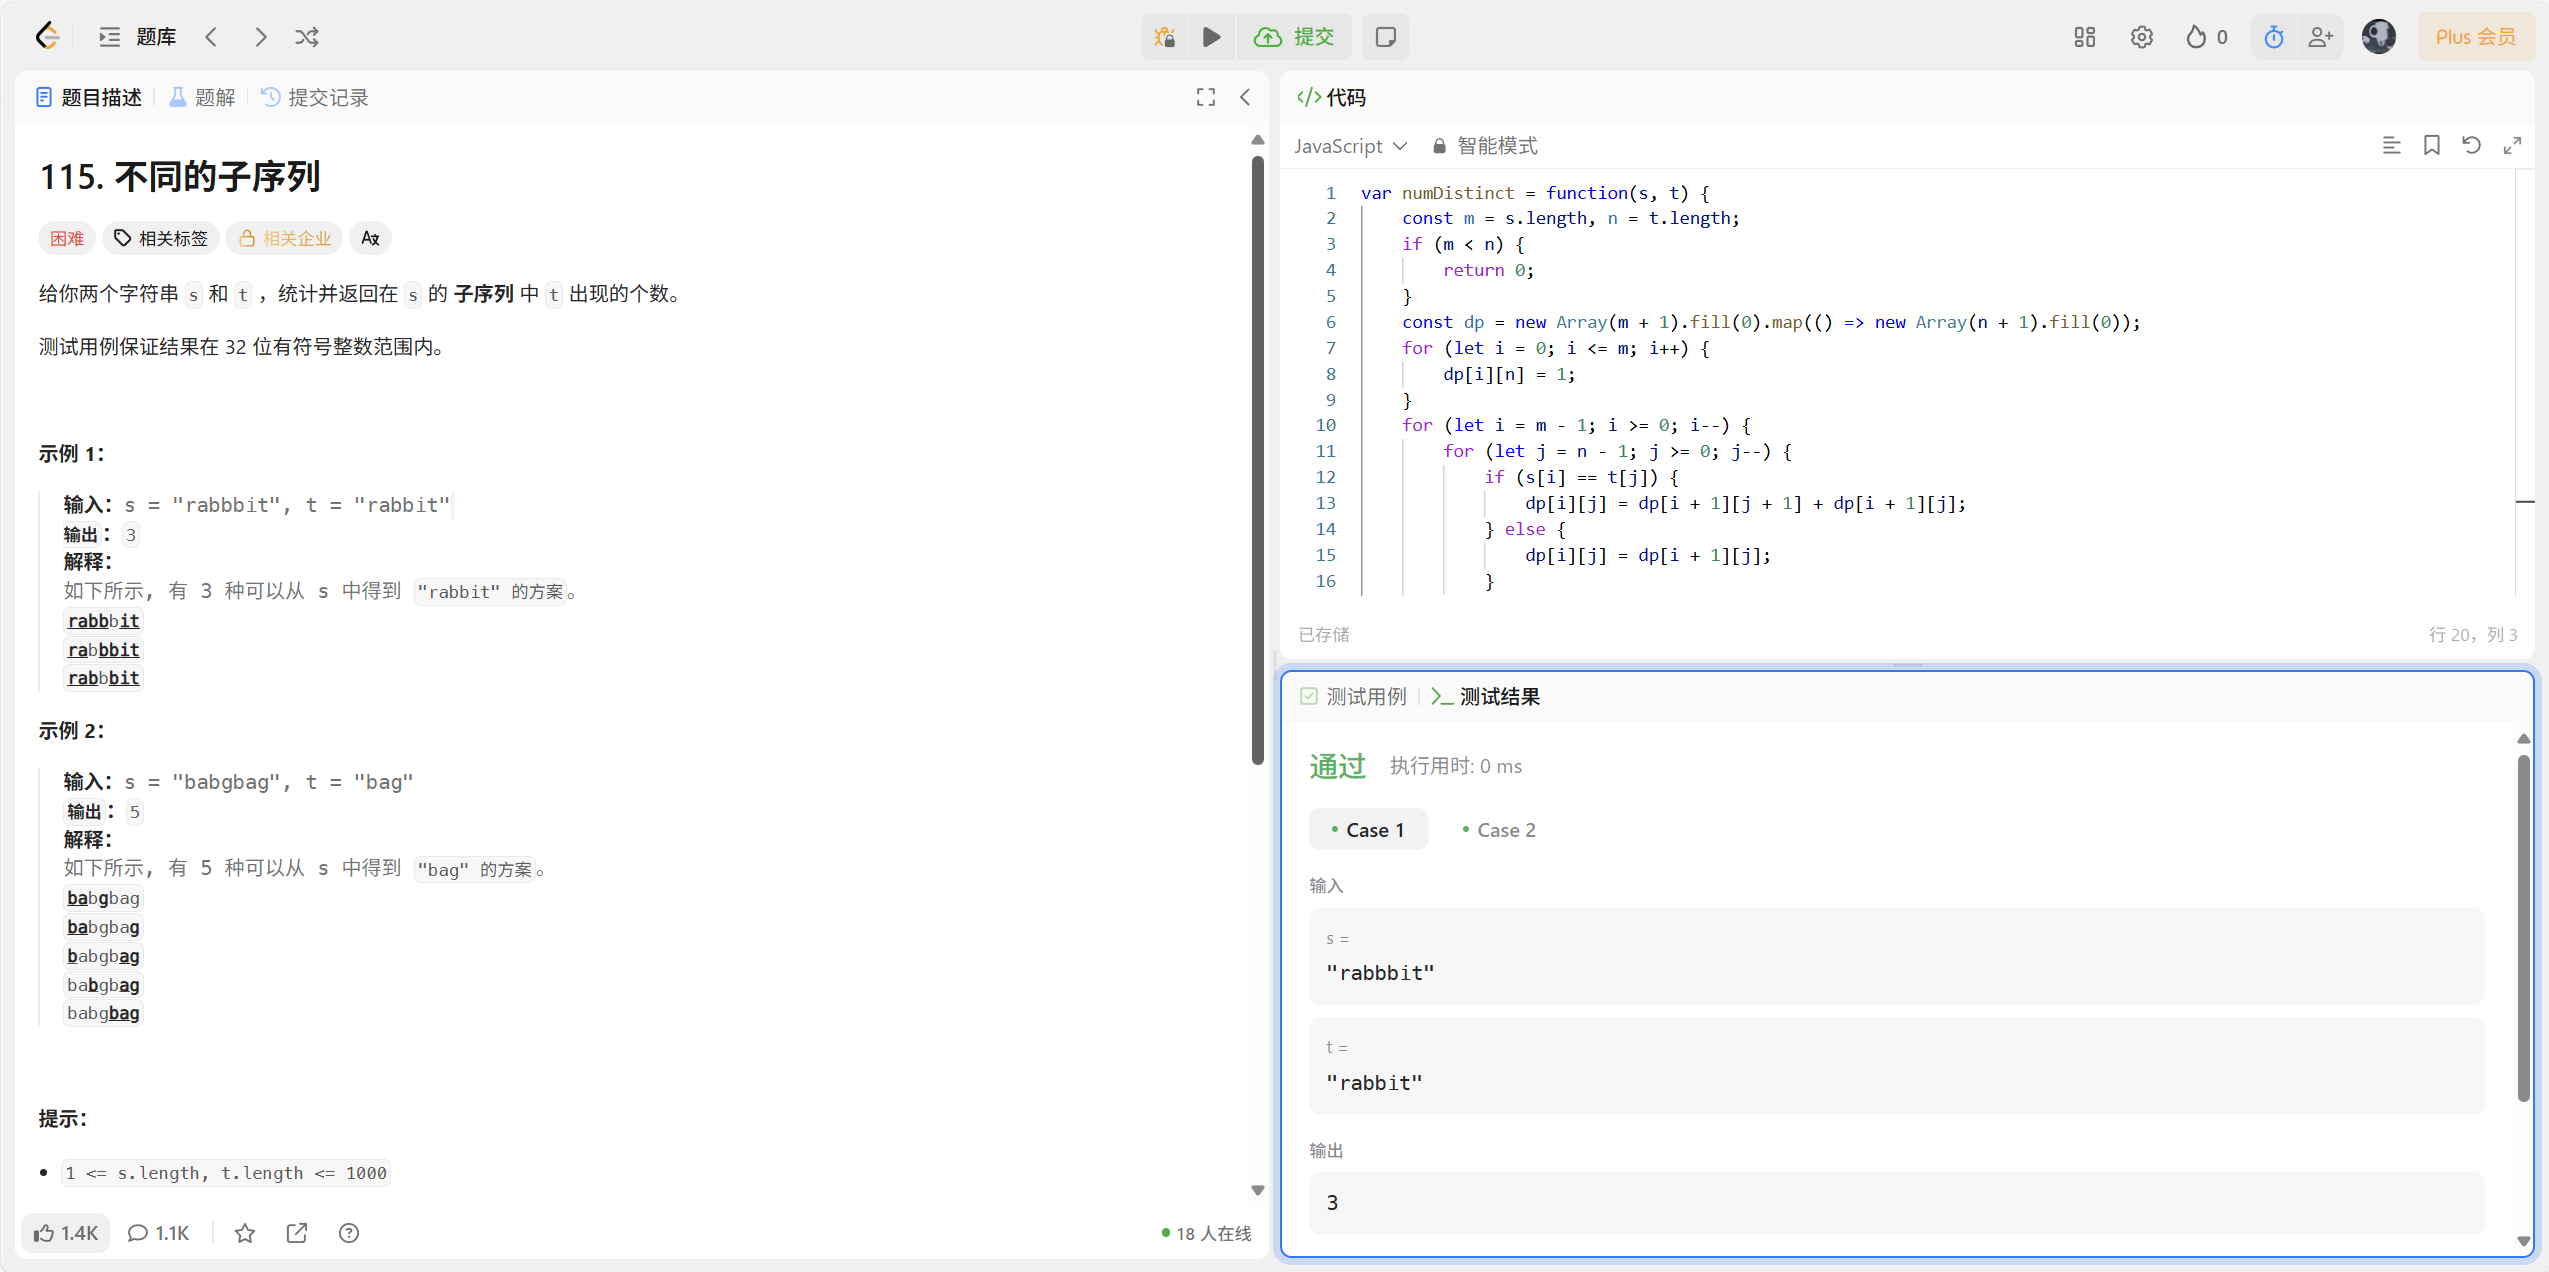 题库
提交
0
Plus 会员
题目描述
题解
提交记录
115. 不同的子序列
困难
相关标签
相关企业
给你两个字符串 s 和 t ，统计并返回在 s 的 子序列 中 t 出现的个数。
测试用例保证结果在 32 位有符号整数范围内。
示例 1：
输入：s = "rabbbit", t = "rabbit"
输出：3
解释：
如下所示, 有 3 种可以从 s 中得到 "rabbit" 的方案。
rabbbit
rabbbit
rabbbit
示例 2：
输入：s = "babgbag", t = "bag"
输出：5
解释：
如下所示, 有 5 种可以从 s 中得到 "bag" 的方案。
babgbag
babgbag
babgbag
babgbag
babgbag
提示：
1 <= s.length, t.length <= 1000
1.4K
1.1K
18 人在线
</> 代码
JavaScript
智能模式
1 var numDistinct = function(s, t) {
2 const m = s.length, n = t.length;
3 if (m < n) {
4 return 0;
5 }
6 const dp = new Array(m + 1).fill(0).map(() => new Array(n + 1).fill(0));
7 for (let i = 0; i <= m; i++) {
8 dp[i][n] = 1;
9 }
10 for (let i = m - 1; i >= 0; i--) {
11 for (let j = n - 1; j >= 0; j--) {
12 if (s[i] == t[j]) {
13 dp[i][j] = dp[i + 1][j + 1] + dp[i + 1][j];
14 } else {
15 dp[i][j] = dp[i + 1][j];
16 }
已存储
行 20，列 3
测试用例
测试结果
通过
执行用时: 0 ms
Case 1
Case 2
输入
s =
"rabbbit"
t =
"rabbit"
输出
3